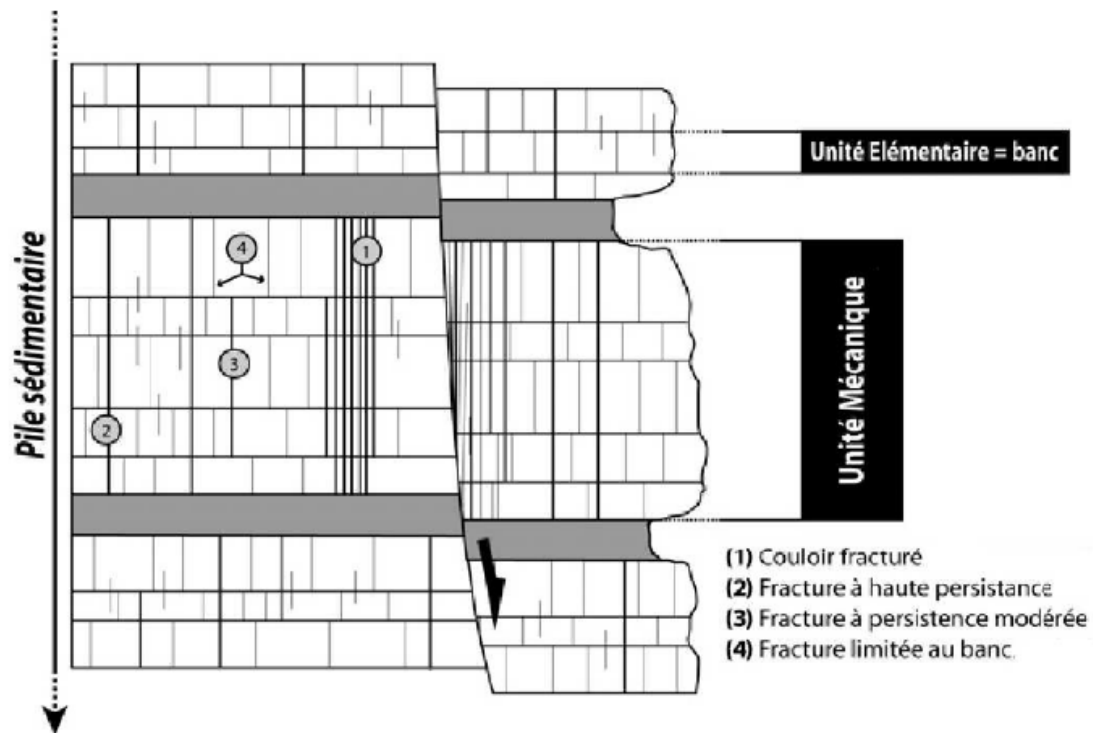 Pile sédimentaire
Unité Elémentaire = banc
4
1
3
2
Unité Mécanique
(1) Couloir fracturé
(2) Fracture à haute persistance
(3) Fracture à persistence modérée
(4) Fracture limitée au banc.